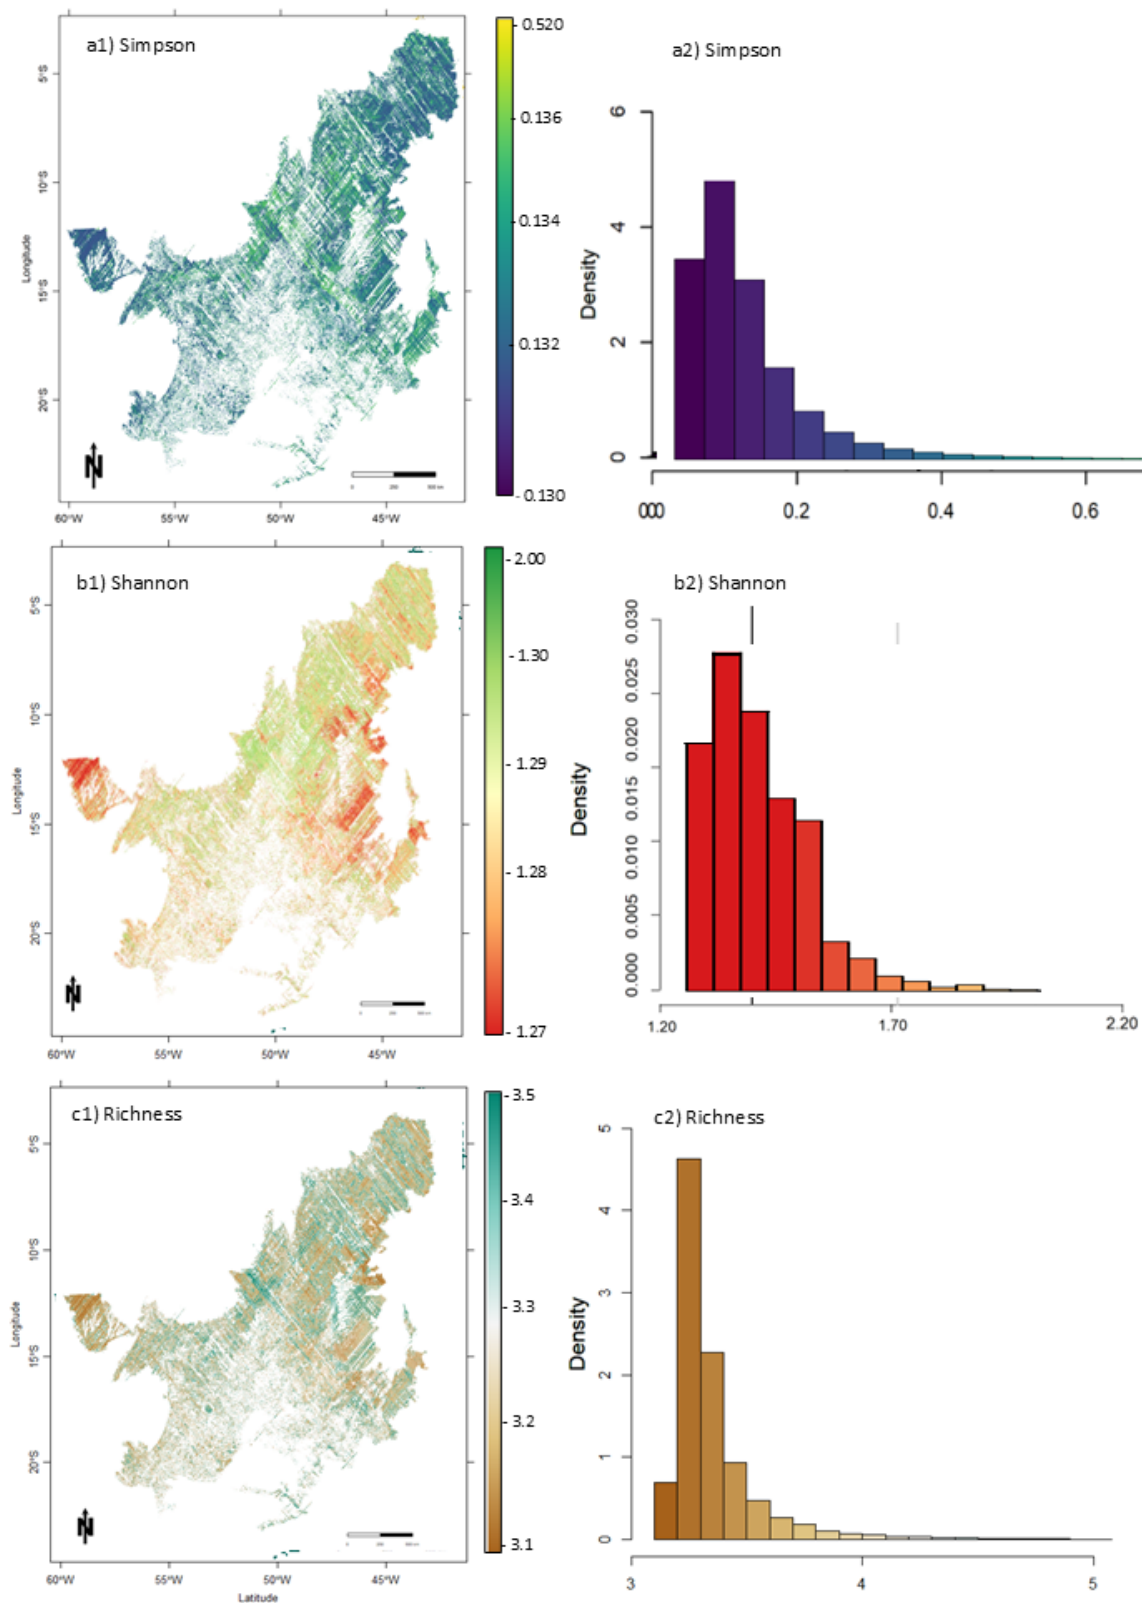 a1) Simpson
5°S
10°S
15°S
20°S
Longitude
N
60°W 55°W 50°W 45°W
0.520
0.136
0.134
0.132
0.130
a2) Simpson
Density
6
4
2
0
0.2 0.4 0.6
b1) Shannon
5°S
10°S
15°S
20°S
Longitude
N
60°W 55°W 50°W 45°W
2.00
1.30
1.29
1.28
1.27
b2) Shannon
Density
0.030
0.025
0.020
0.015
0.010
0.005
0.000
1.20 1.70 2.20
c1) Richness
5°S
10°S
15°S
20°S
Longitude
N
60°W 55°W 50°W 45°W
Latitude
3.5
3.4
3.3
3.2
3.1
c2) Richness
Density
5
4
3
2
1
0
3 4 5